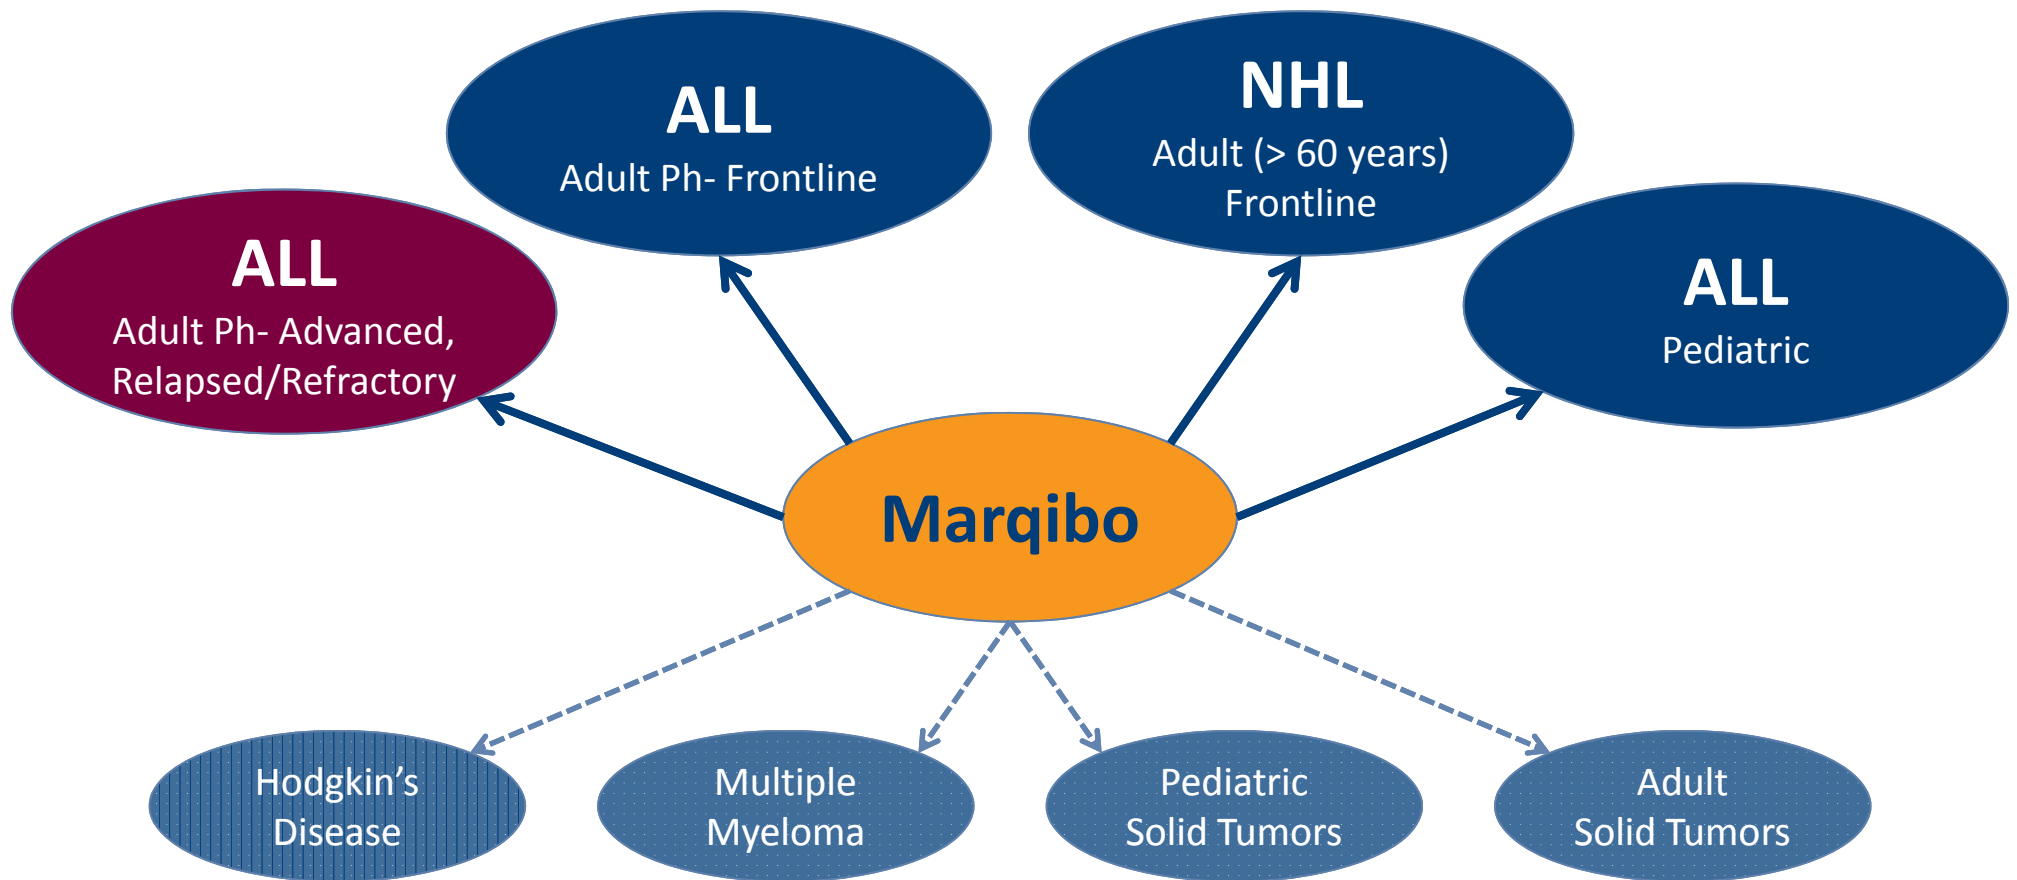 ALL
Adult Ph- Frontline
NHL
Adult (> 60 years)
Frontline
ALL
Adult Ph- Advanced,
Relapsed/Refractory
ALL
Pediatric
Marqibo
Hodgkin's
Disease
Multiple
Myeloma
Pediatric
Solid Tumors
Adult
Solid Tumors